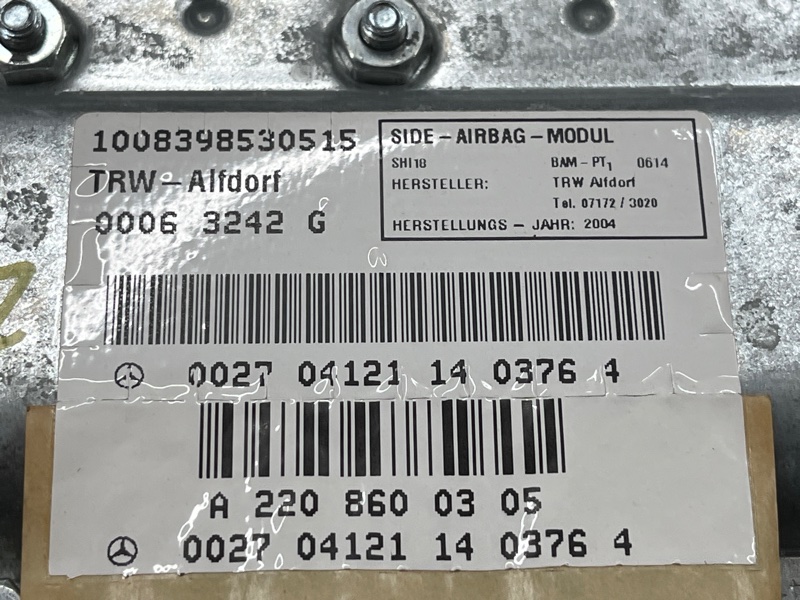 1008398530515
TRW-Alfdorf
0006 3242 G
SIDE-AIRBAG-MODUL
SHI18 BAM-PT1 0614
HERSTELLER: TRW Alfdorf
Tel. 07172/3020
HERSTELLUNGS-JAHR: 2004
0027 04121 14 0376 4
A 220 860 03 05
0027 04121 14 0376 4